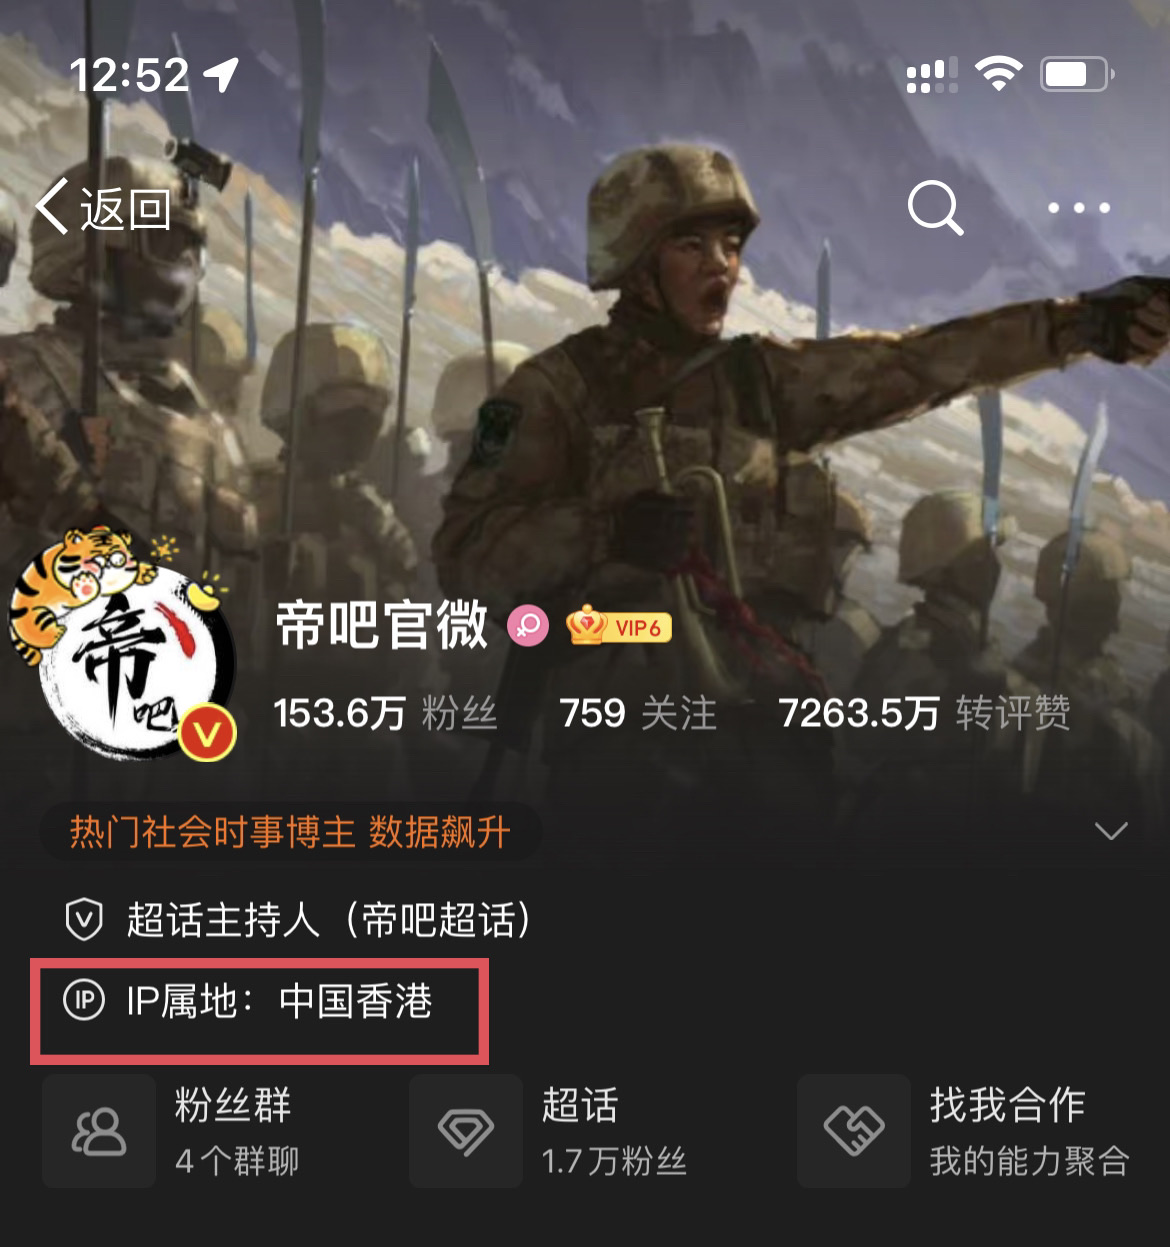 12:52
返回
帝吧
帝吧官微 VIP6
153.6万 粉丝 759 关注 7263.5万 转评赞
热门社会时事博主 数据飙升
超话主持人（帝吧超话）
IP IP属地：中国香港
粉丝群 超话 找我合作
4个群聊 1.7万粉丝 我的能力聚合